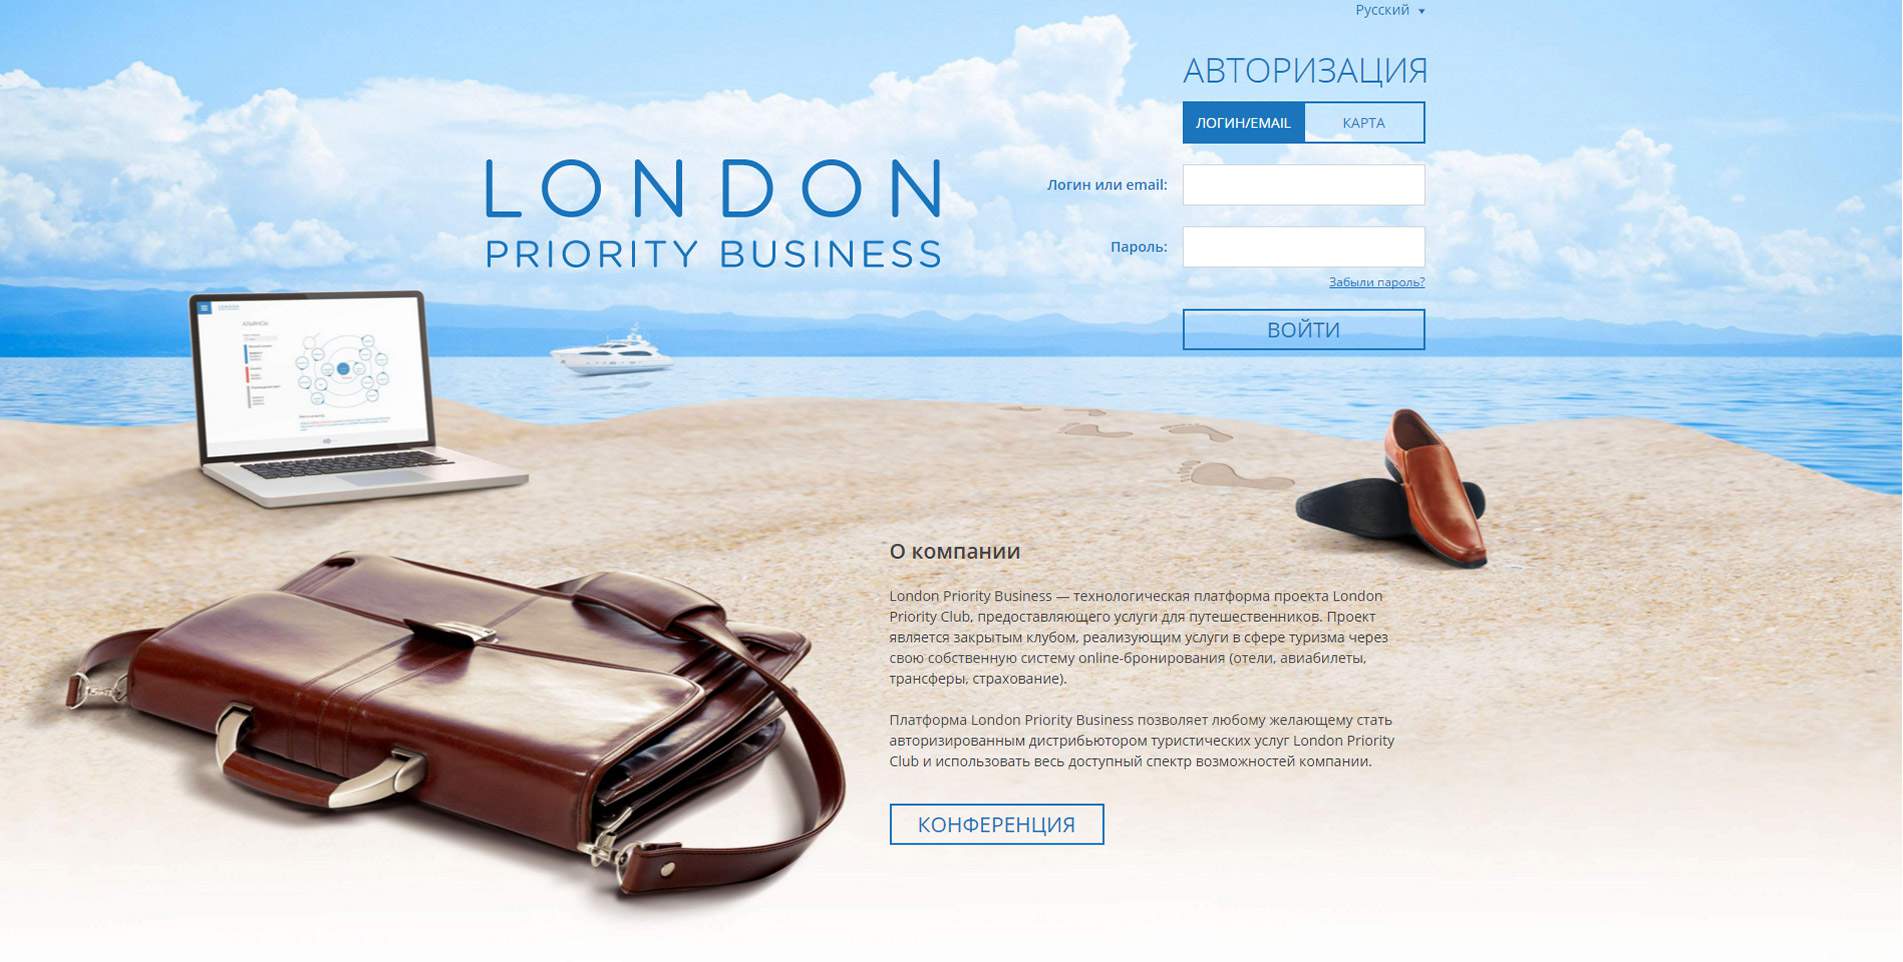 Русский
АВТОРИЗАЦИЯ
ЛОГИН/EMAIL КАРТА
LONDON
PRIORITY BUSINESS
Логин или email:
Пароль:
Забыли пароль?
ВОЙТИ
О компании
London Priority Business — технологическая платформа проекта London
Priority Club, предоставляющего услуги для путешественников. Проект
является закрытым клубом, реализующим услуги в сфере туризма через
свою собственную систему online-бронирования (отели, авиабилеты,
трансферы, страхование).
Платформа London Priority Business позволяет любому желающему стать
авторизированным дистрибьютором туристических услуг London Priority
Club и использовать весь доступный спектр возможностей компании.
КОНФЕРЕНЦИЯ